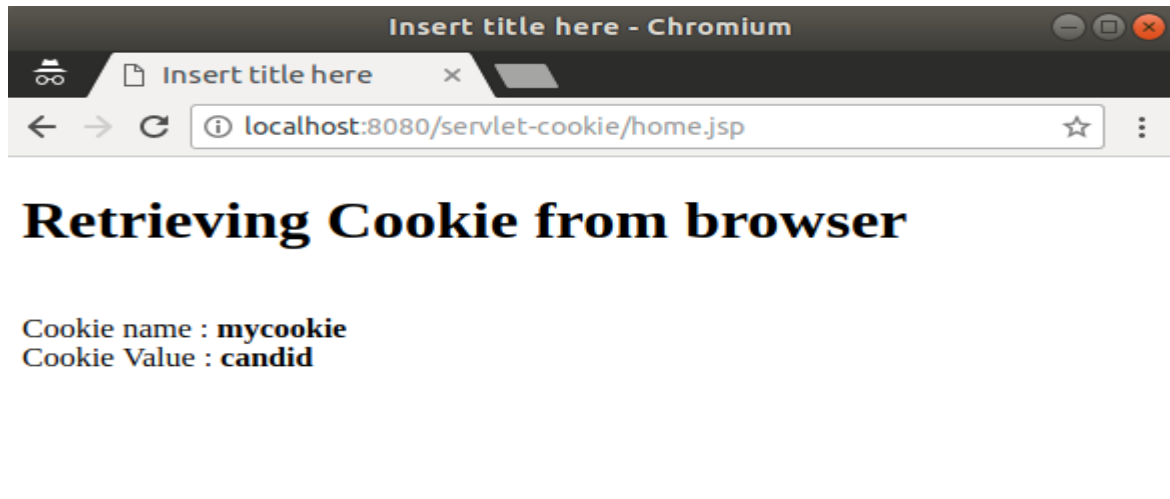 Insert title here - Chromium
Insert title here
localhost:8080/servlet-cookie/home.jsp
Retrieving Cookie from browser
Cookie name : mycookie
Cookie Value : candid